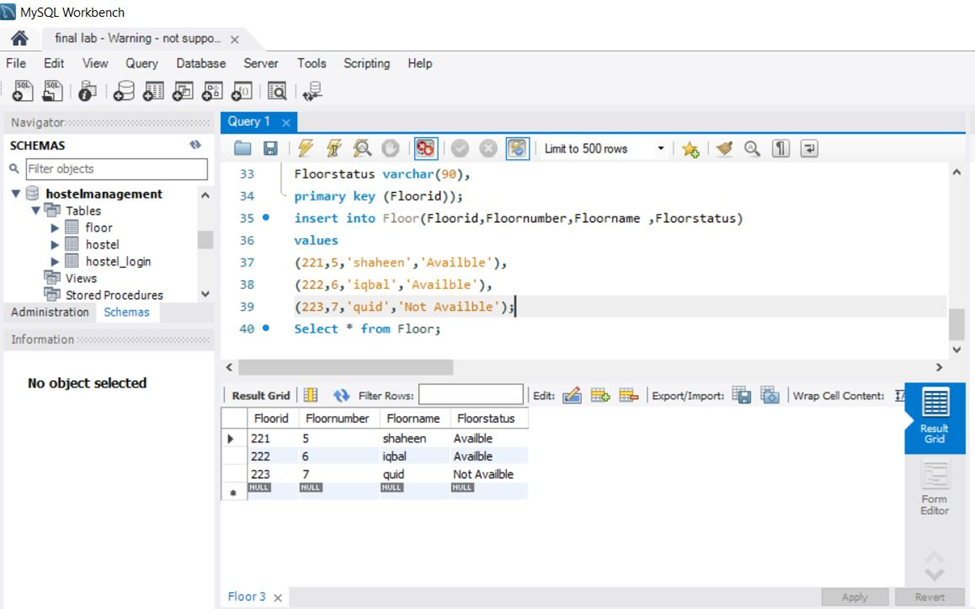 MySQL Workbench
final lab - Warning - not suppo...
File Edit View Query Database Server Tools Scripting Help
Navigator
SCHEMAS
Filter objects
hostelmanagement
Tables
floor
hostel
hostel_login
Views
Stored Procedures
Administration Schemas
Information
No object selected
Query 1
Limit to 500 rows
33 Floorstatus varchar(90),
34 primary key (Floorid));
35 insert into Floor(Floorid,Floornumber,Floorname ,Floorstatus)
36 values
37 (221,5,'shaheen','Availble'),
38 (222,6,'iqbal','Availble'),
39 (223,7,'quid','Not Availble');
40 Select * from Floor;
Result Grid Filter Rows: Edit: Export/Import: Wrap Cell Content:
Floorid Floornumber Floorname Floorstatus
221 5 shaheen Availble
222 6 iqbal Availble
223 7 quid Not Availble
NULL NULL NULL NULL
Result
Grid
Form
Editor
Floor 3
Apply Revert